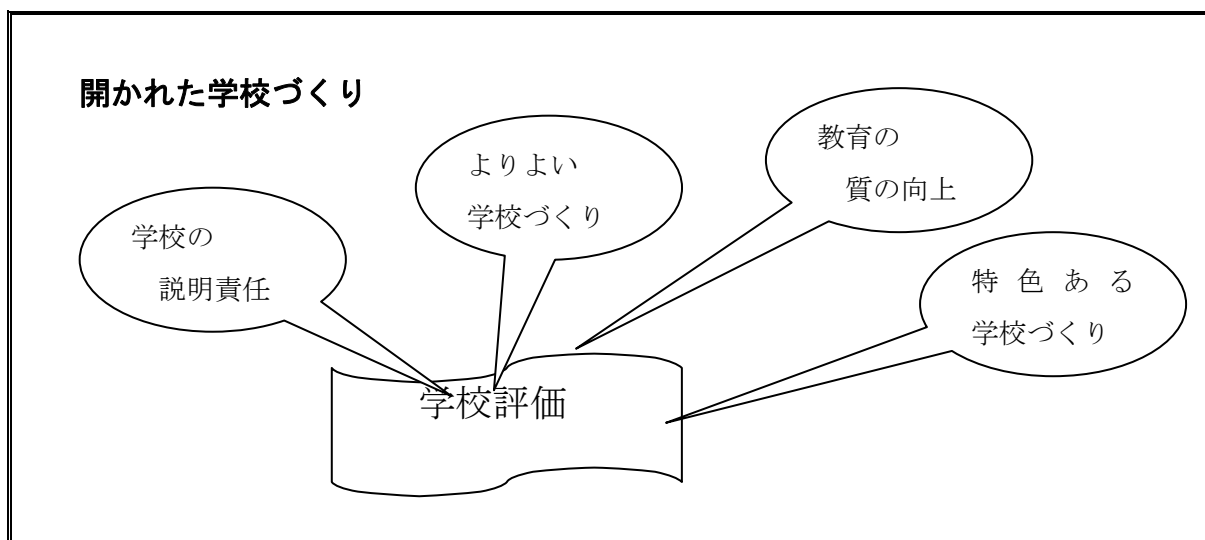 開かれた学校づくり
学校の
説明責任
よりよい
学校づくり
教育の
質の向上
特色ある
学校づくり
学校評価